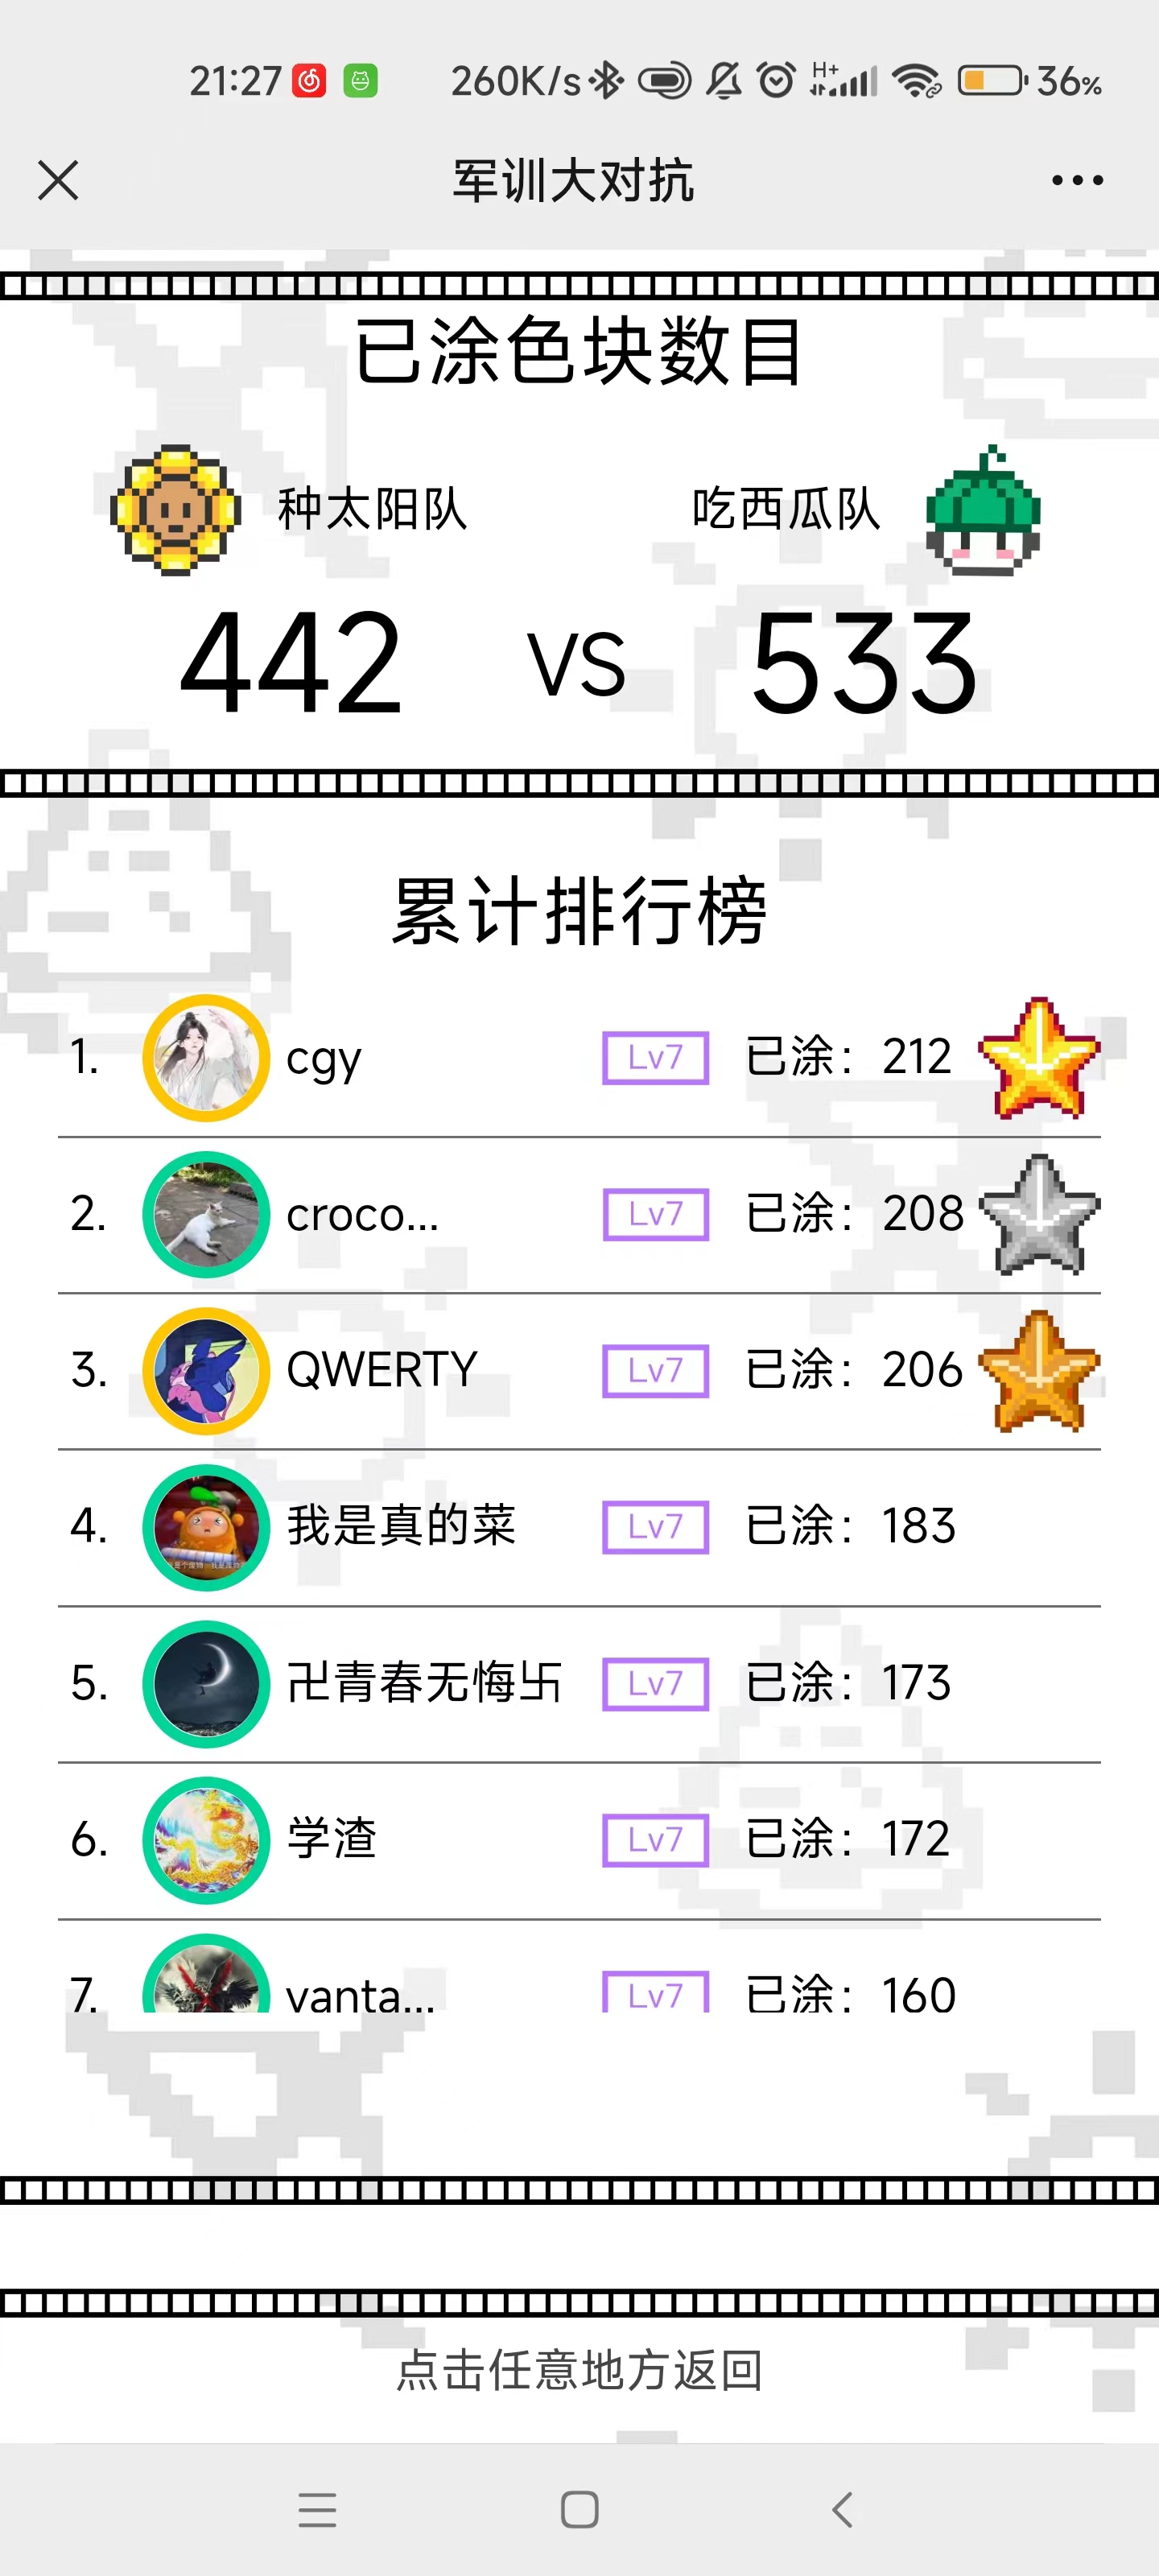 21:27 260K/s H+ 36%
军训大对抗
已涂色块数目
种太阳队 吃西瓜队
442 VS 533
累计排行榜
1. cgy Lv7 已涂：212
2. croco... Lv7 已涂：208
3. QWERTY Lv7 已涂：206
4. 我是真的菜 Lv7 已涂：183
5. 卍青春无悔卐 Lv7 已涂：173
6. 学渣 Lv7 已涂：172
7. vanta... Lv7 已涂：160
点击任意地方返回